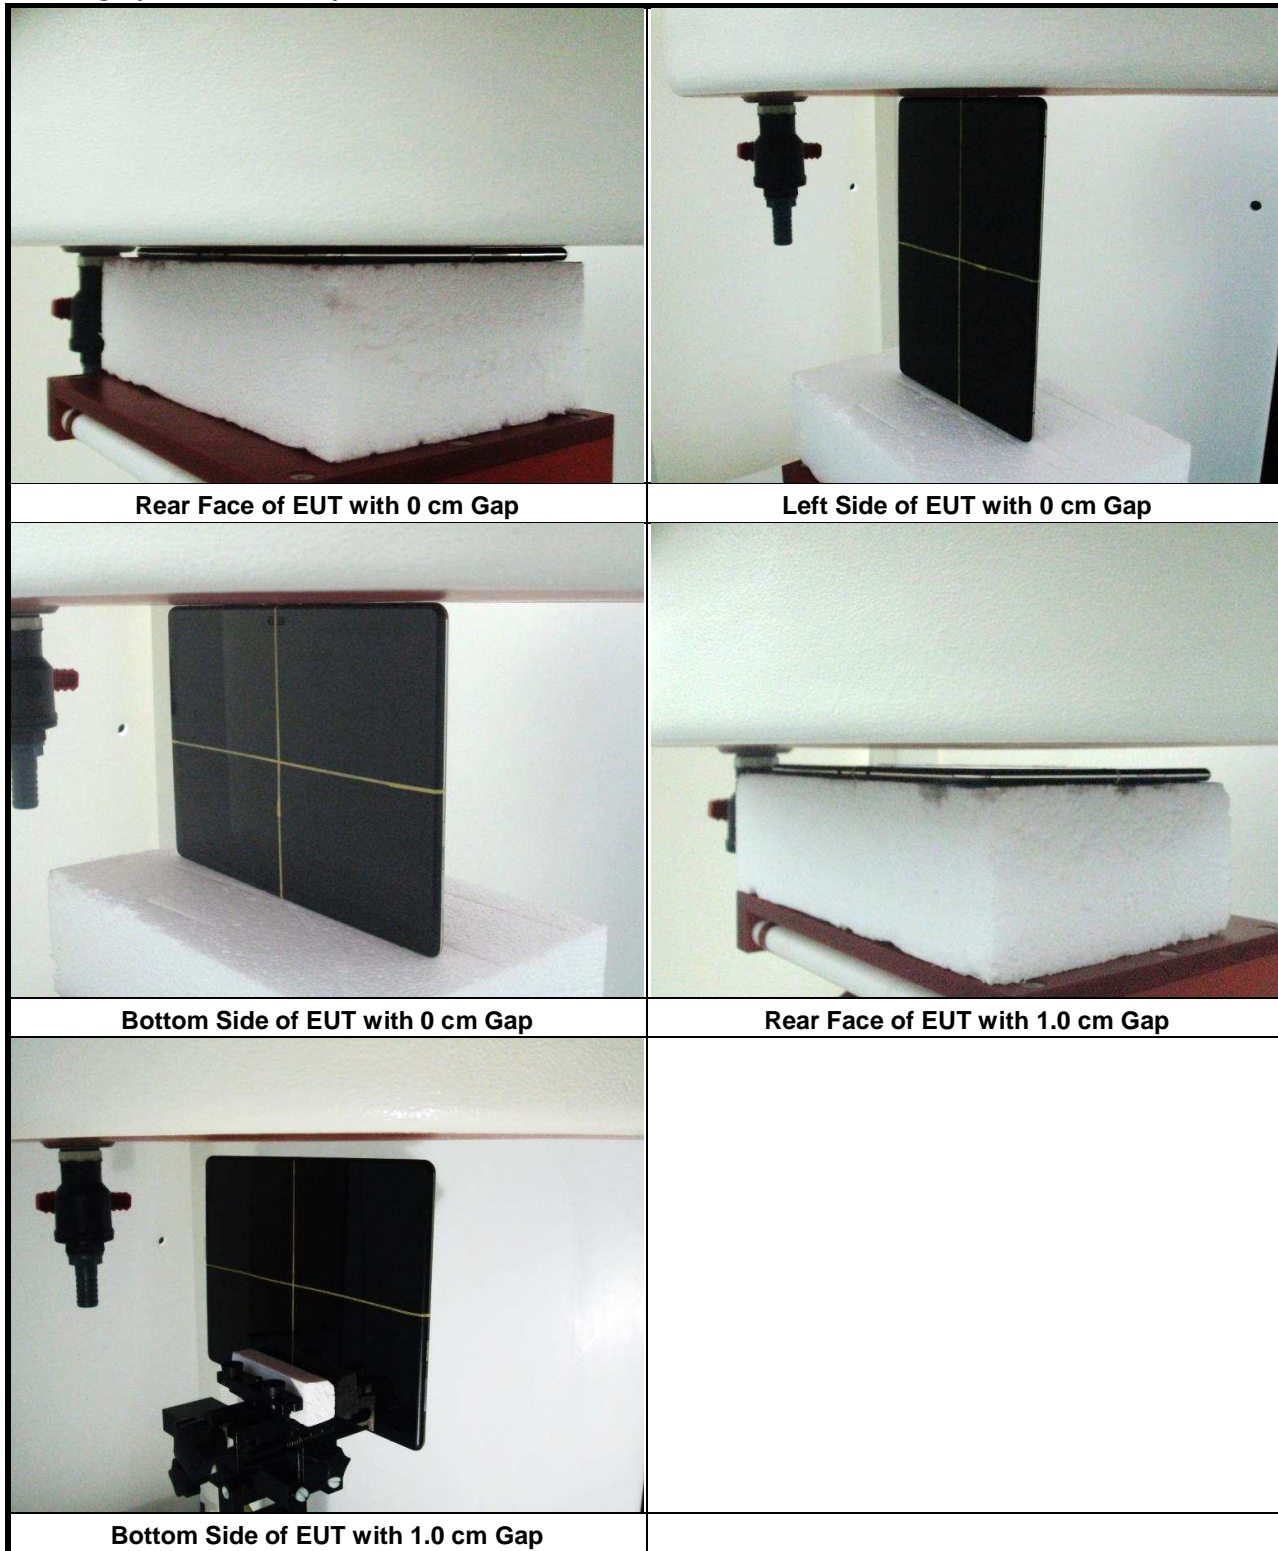 Rear Face of EUT with 0 cm Gap
Left Side of EUT with 0 cm Gap
Bottom Side of EUT with 0 cm Gap
Rear Face of EUT with 1.0 cm Gap
Bottom Side of EUT with 1.0 cm Gap